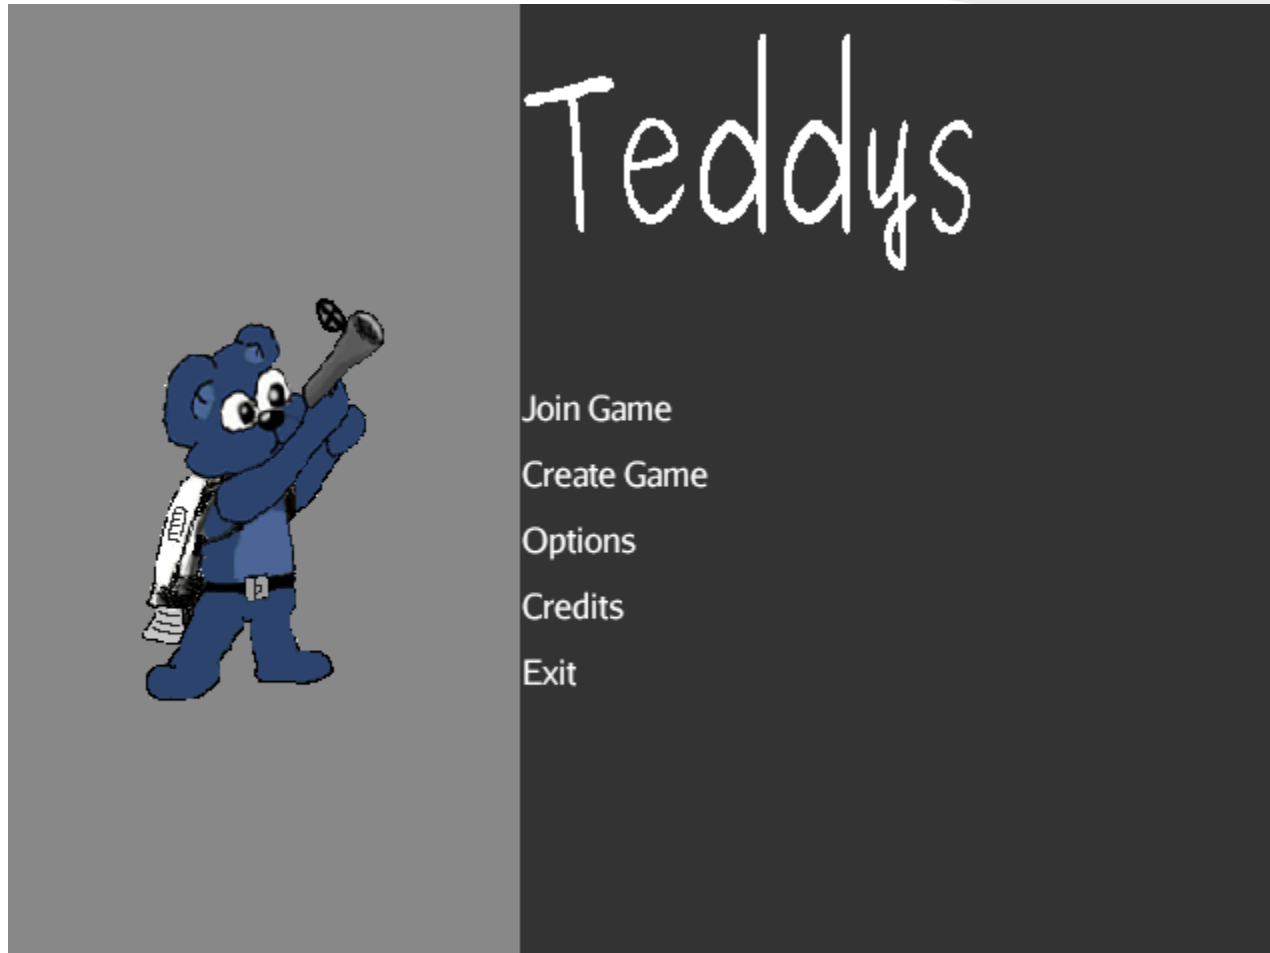 Teddys
Join Game
Create Game
Options
Credits
Exit